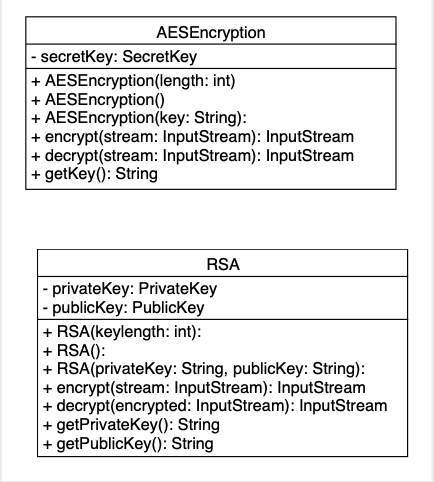 AESEncryption
- secretKey: SecretKey
+ AESEncryption(length: int)
+ AESEncryption()
+ AESEncryption(key: String):
+ encrypt(stream: InputStream): InputStream
+ decrypt(stream: InputStream): InputStream
+ getKey(): String
RSA
- privateKey: PrivateKey
- publicKey: PublicKey
+ RSA(keylength: int):
+ RSA():
+ RSA(privateKey: String, publicKey: String):
+ encrypt(stream: InputStream): InputStream
+ decrypt(encrypted: InputStream): InputStream
+ getPrivateKey(): String
+ getPublicKey(): String